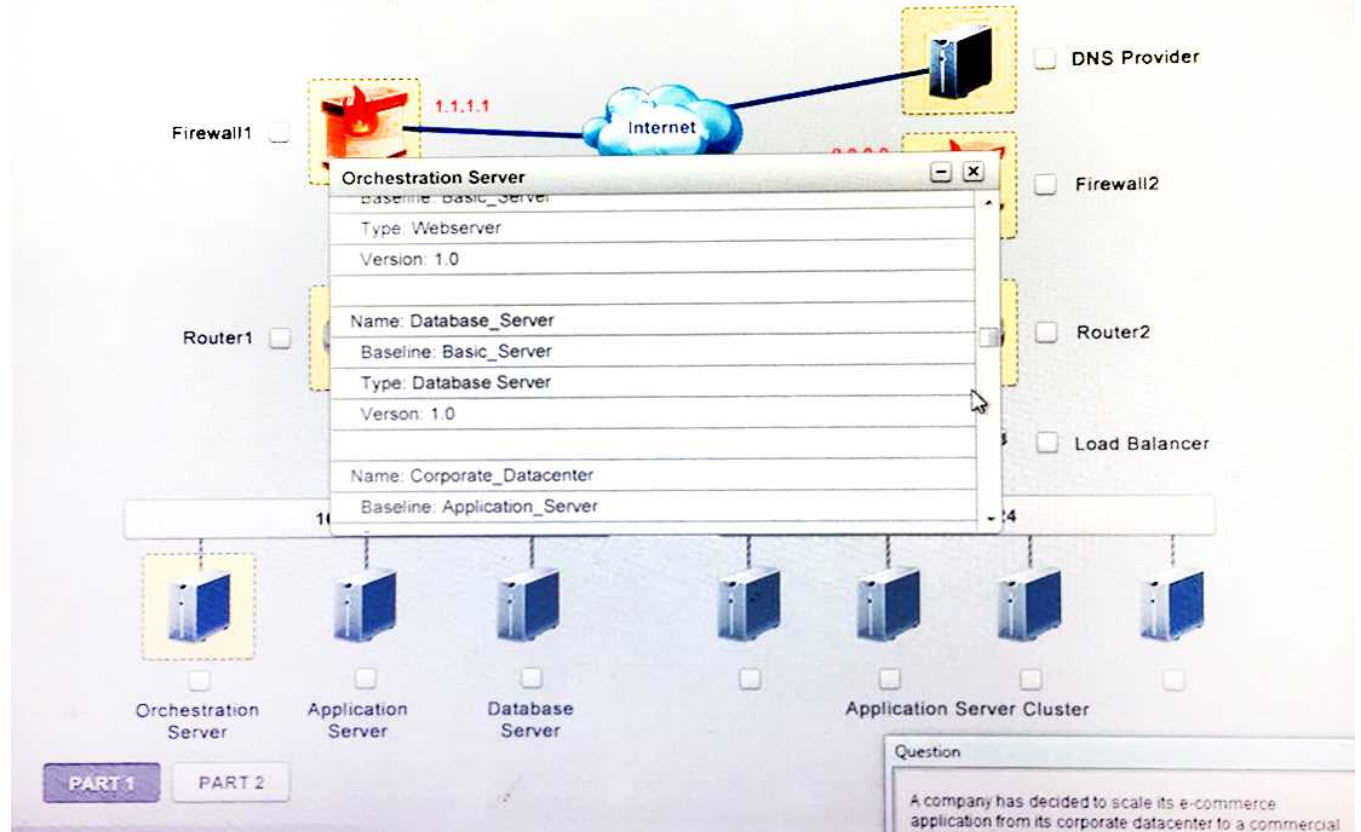 DNS Provider
1.1.1.1
Internet
Firewall1
Orchestration Server
Firewall2
Baseline: Basic_Server
Type: Webserver
Version: 1.0
Name: Database_Server
Router1
Router2
Baseline: Basic_Server
Type: Database Server
Verson: 1.0
Load Balancer
Name: Corporate_Datacenter
Baseline: Application_Server
Orchestration Server
Application Server
Database Server
Application Server Cluster
Question
PART 1
PART 2
A company has decided to scale its e-commerce
application from its corporate datacenter to a commercial